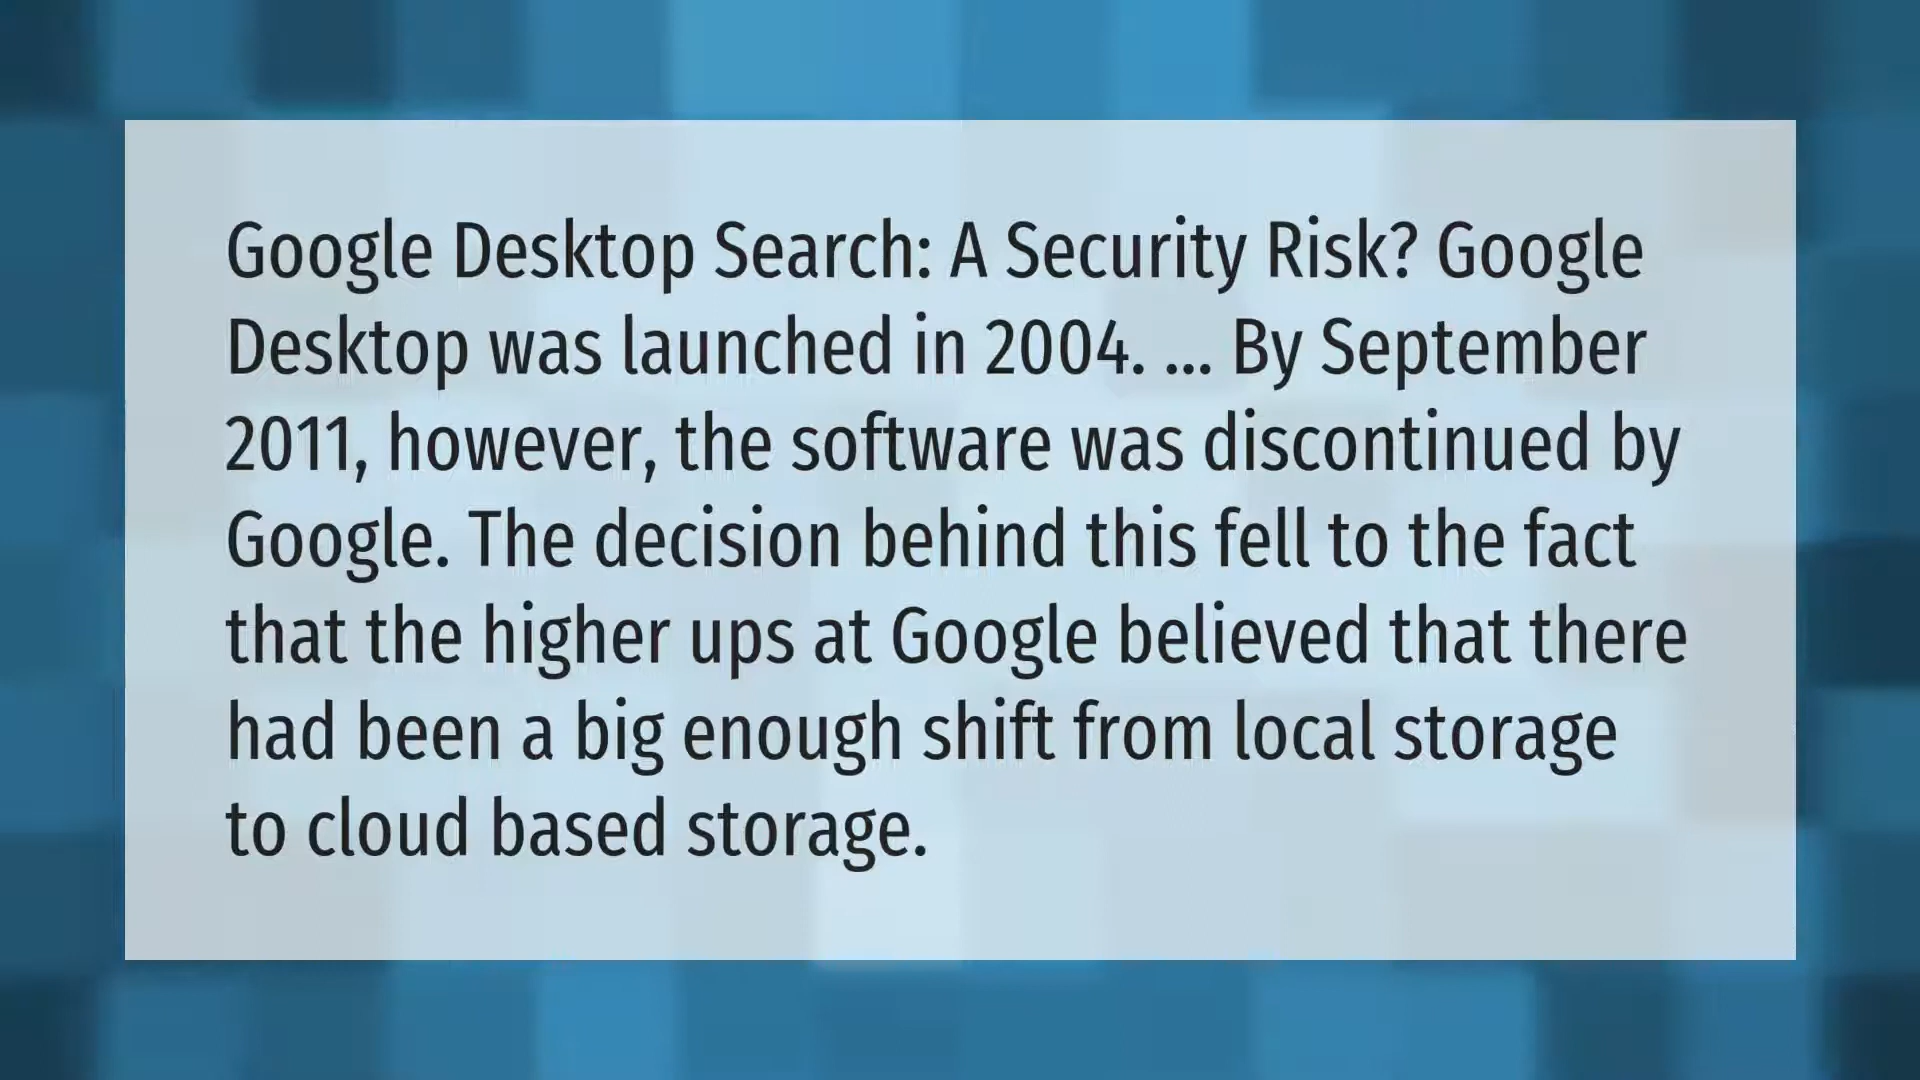 Google Desktop Search: A Security Risk? Google
Desktop was launched in 2004. ... By September
2011, however, the software was discontinued by
Google. The decision behind this fell to the fact
that the higher ups at Google believed that there
had been a big enough shift from local storage
to cloud based storage.